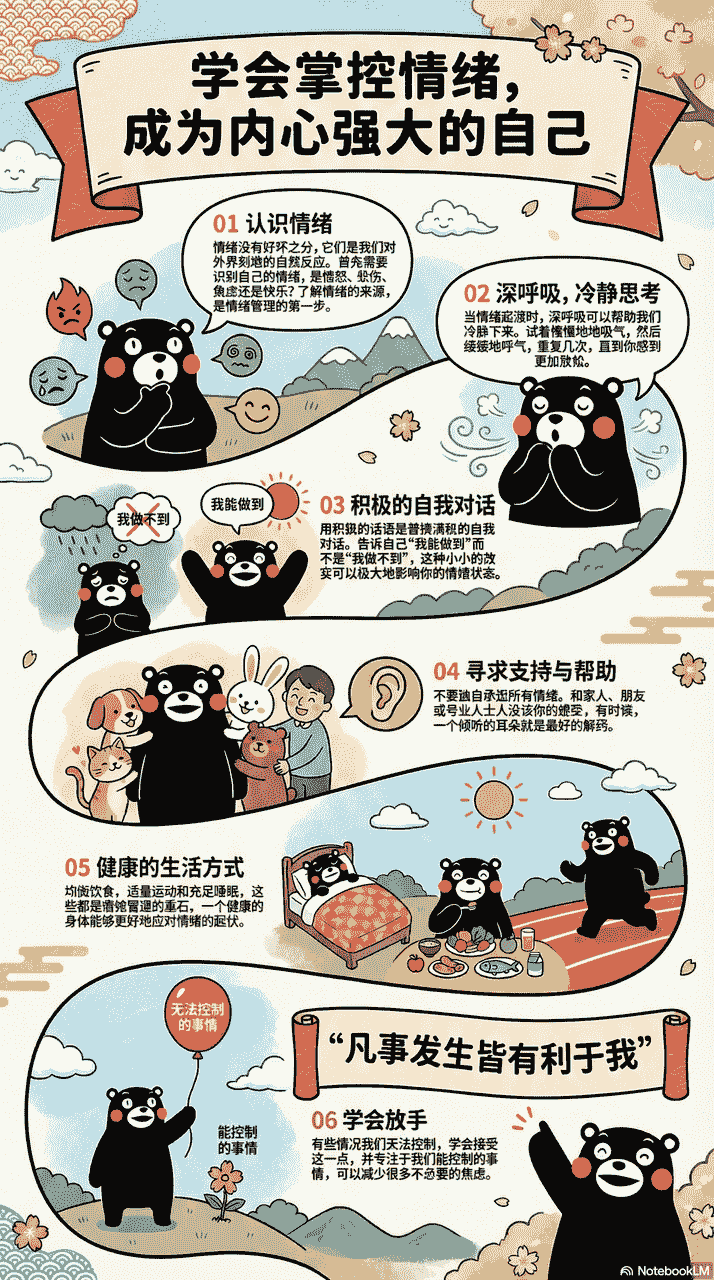 学会掌控情绪，
成为内心强大的自己
01 认识情绪
情绪没有好坏之分，它们是我们对
外界刺激的自然反应。首先需要
识别自己的情绪，是愤怒、悲伤、
焦虑还是快乐？了解情绪的来源，
是情绪管理的第一步。
02 深呼吸，冷静思考
当情绪起波时，深呼吸可以帮助我们
冷静下来。试着慢慢地地吸气，然后
缓缓地呼气，重复几次，直到你感到
更加放松。
我做不到
我能做到
03 积极的自我对话
用积极的话语是替换满积的自我
对话。告诉自己“我能做到”而
不是“我做不到”，这种小小的改
变可以极大地影响你的情绪状态。
04 寻求支持与帮助
不要独自承担所有情绪。和家人、朋友
或专业人士人谈谈你的感受，有时候，
一个倾听的耳朵就是最好的解药。
05 健康的生活方式
均衡饮食，适量运动和充足睡眠，这
些都是情绪管理的重石，一个健康的
身体能够更好地应对情绪的起伏。
无法控制
的事情
“凡事发生皆有利于我”
能控制
的事情
06 学会放手
有些情况我们无法控制，学会接受
这一点，并专注于我们能控制的事
情，可以减少很多不必要的焦虑。
NotebookLM